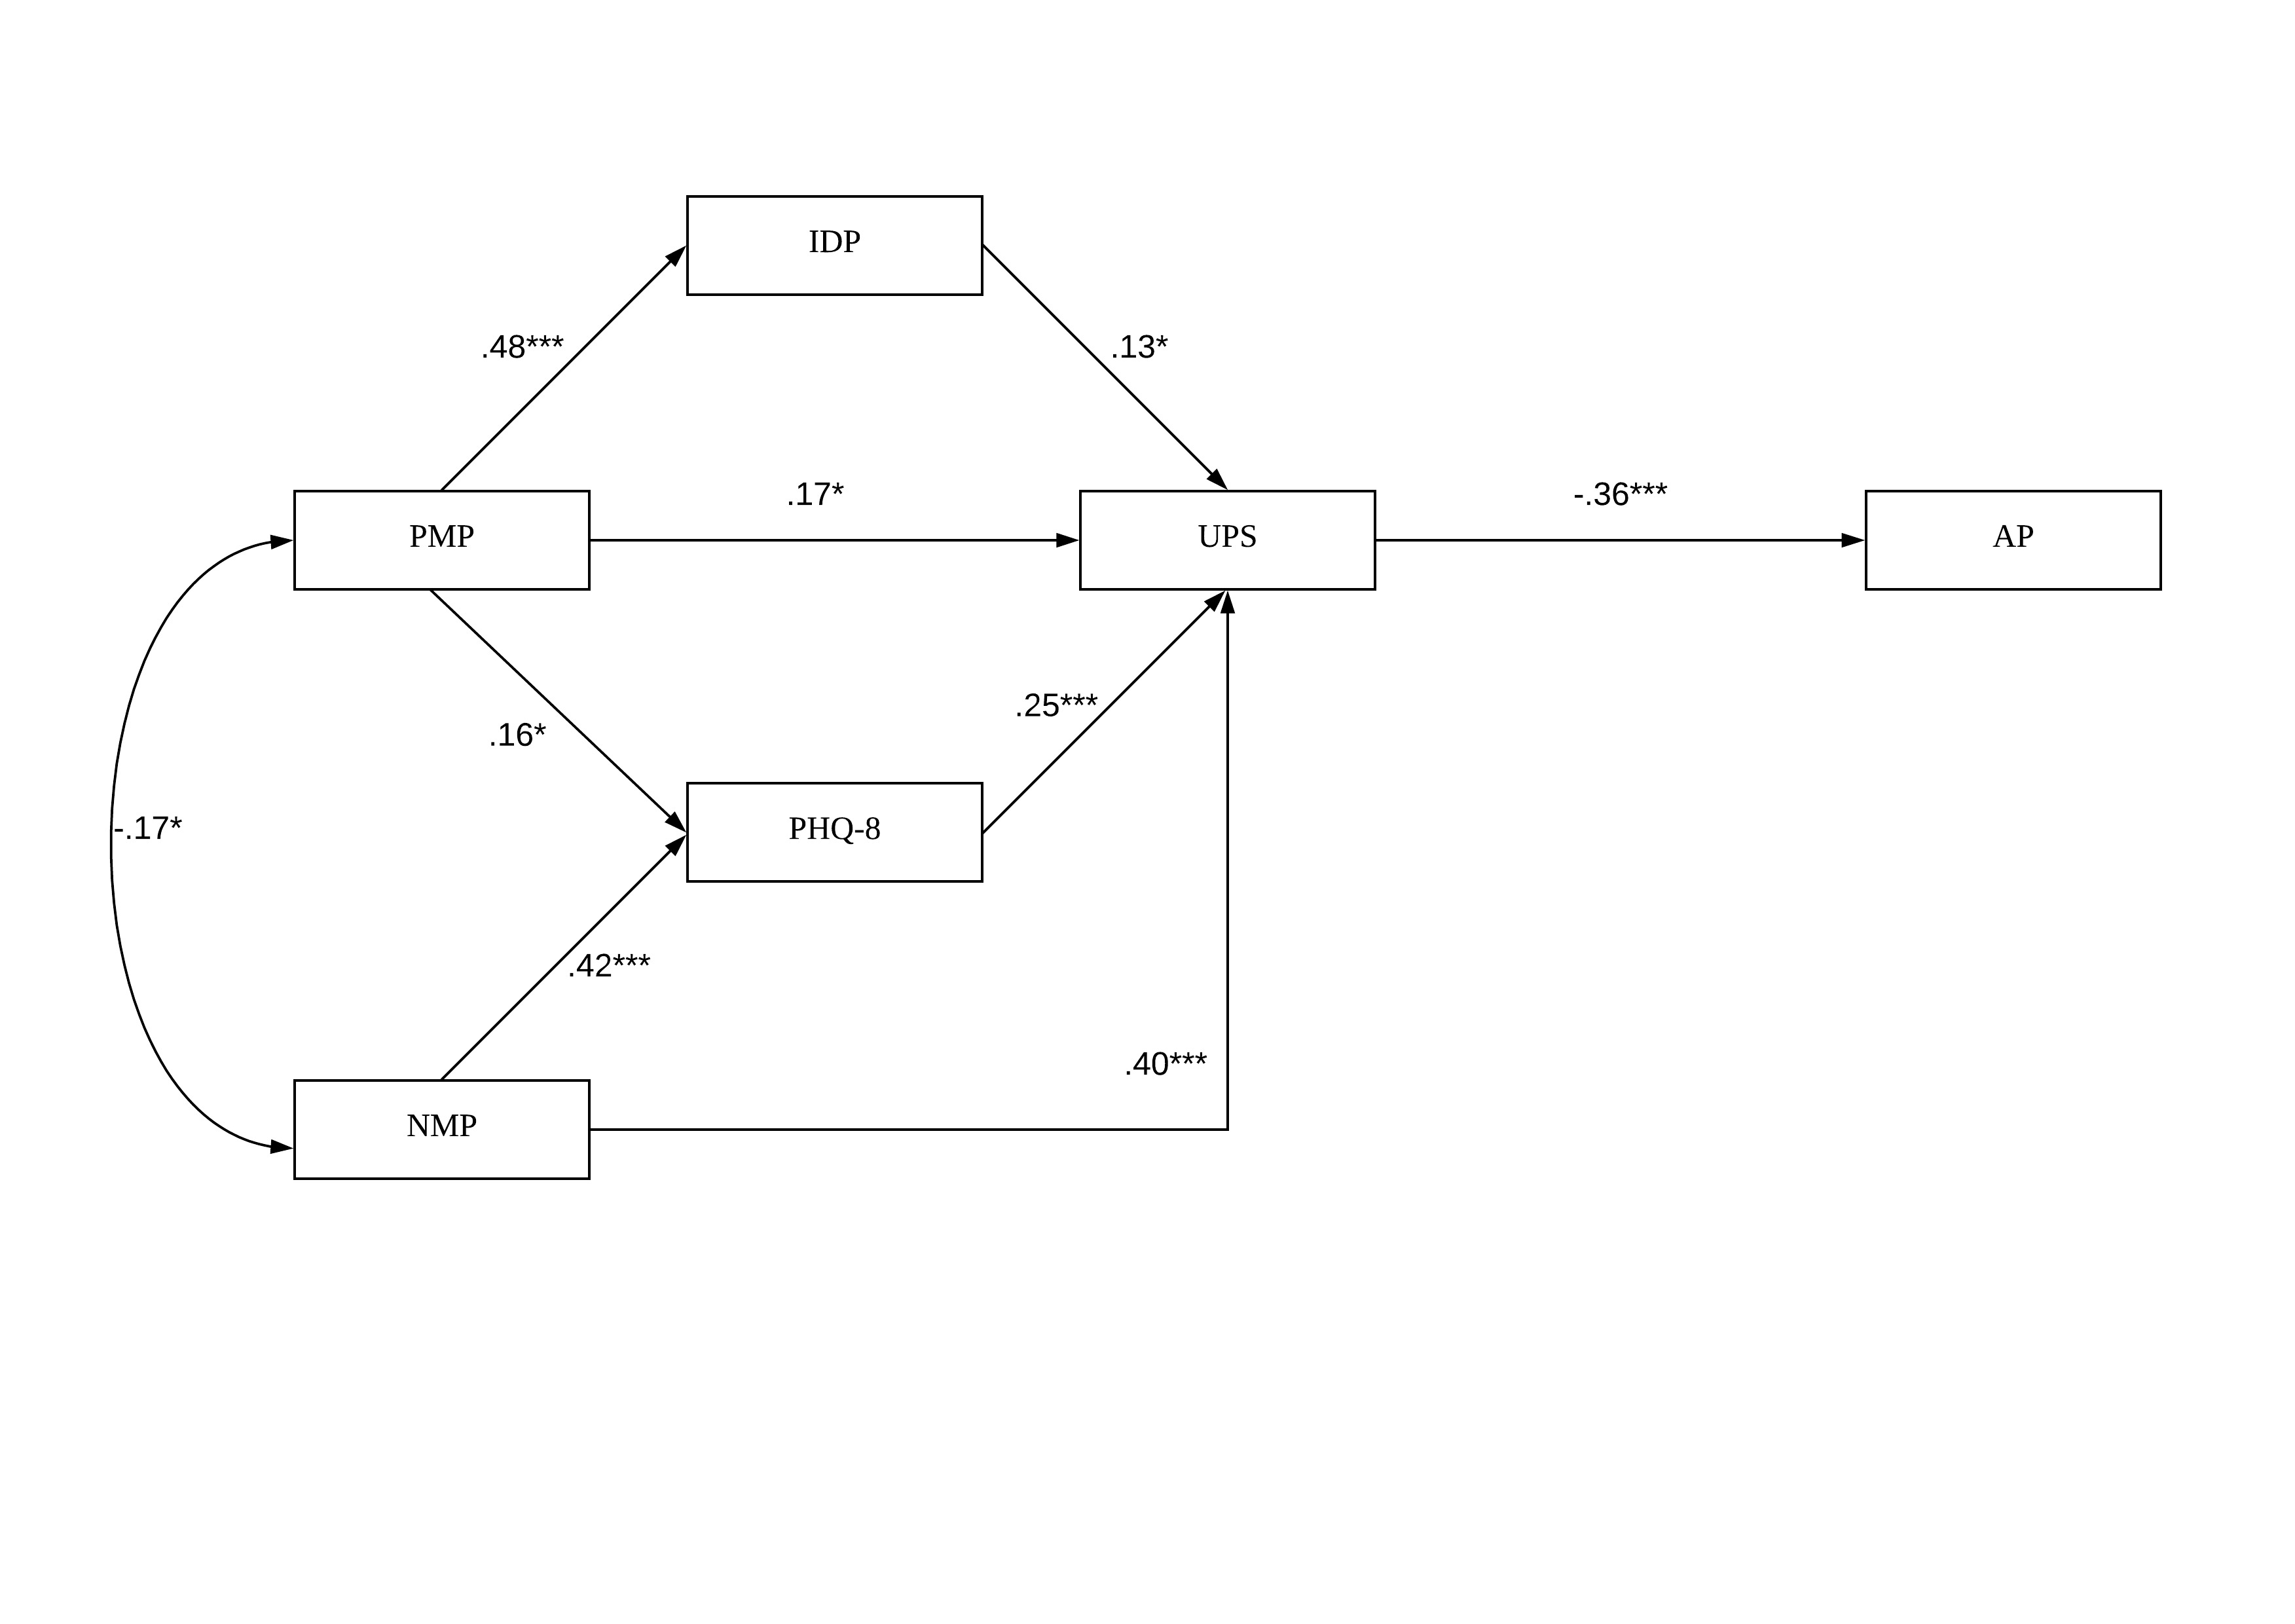 IDP
.48***
.13*
.17*
-.36***
PMP
UPS
AP
.25***
.16*
-.17*
PHQ-8
.42***
.40***
NMP